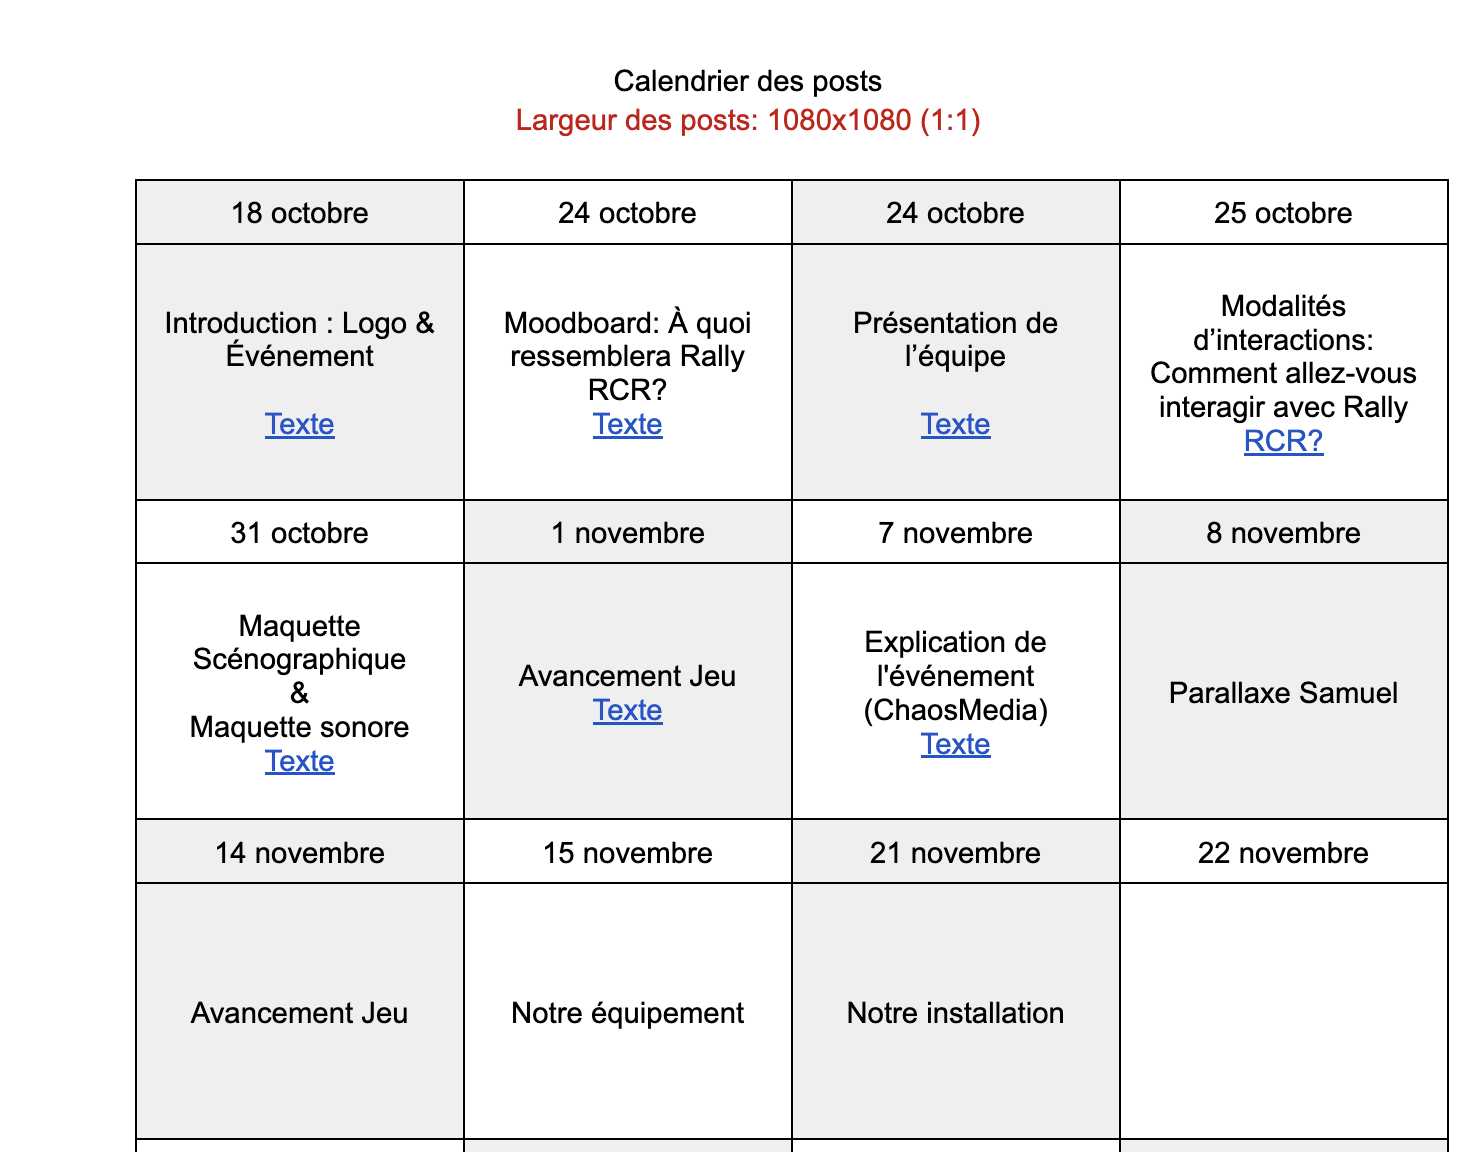 Calendrier des posts
Largeur des posts: 1080x1080 (1:1)
18 octobre
24 octobre
24 octobre
25 octobre
Introduction : Logo &
Événement
Texte
Moodboard: À quoi
ressemblera Rally
RCR?
Texte
Présentation de
l’équipe
Texte
Modalités
d’interactions:
Comment allez-vous
interagir avec Rally
RCR?
31 octobre
1 novembre
7 novembre
8 novembre
Maquette
Scénographique
&
Maquette sonore
Texte
Avancement Jeu
Texte
Explication de
l'événement
(ChaosMedia)
Texte
Parallaxe Samuel
14 novembre
15 novembre
21 novembre
22 novembre
Avancement Jeu
Notre équipement
Notre installation